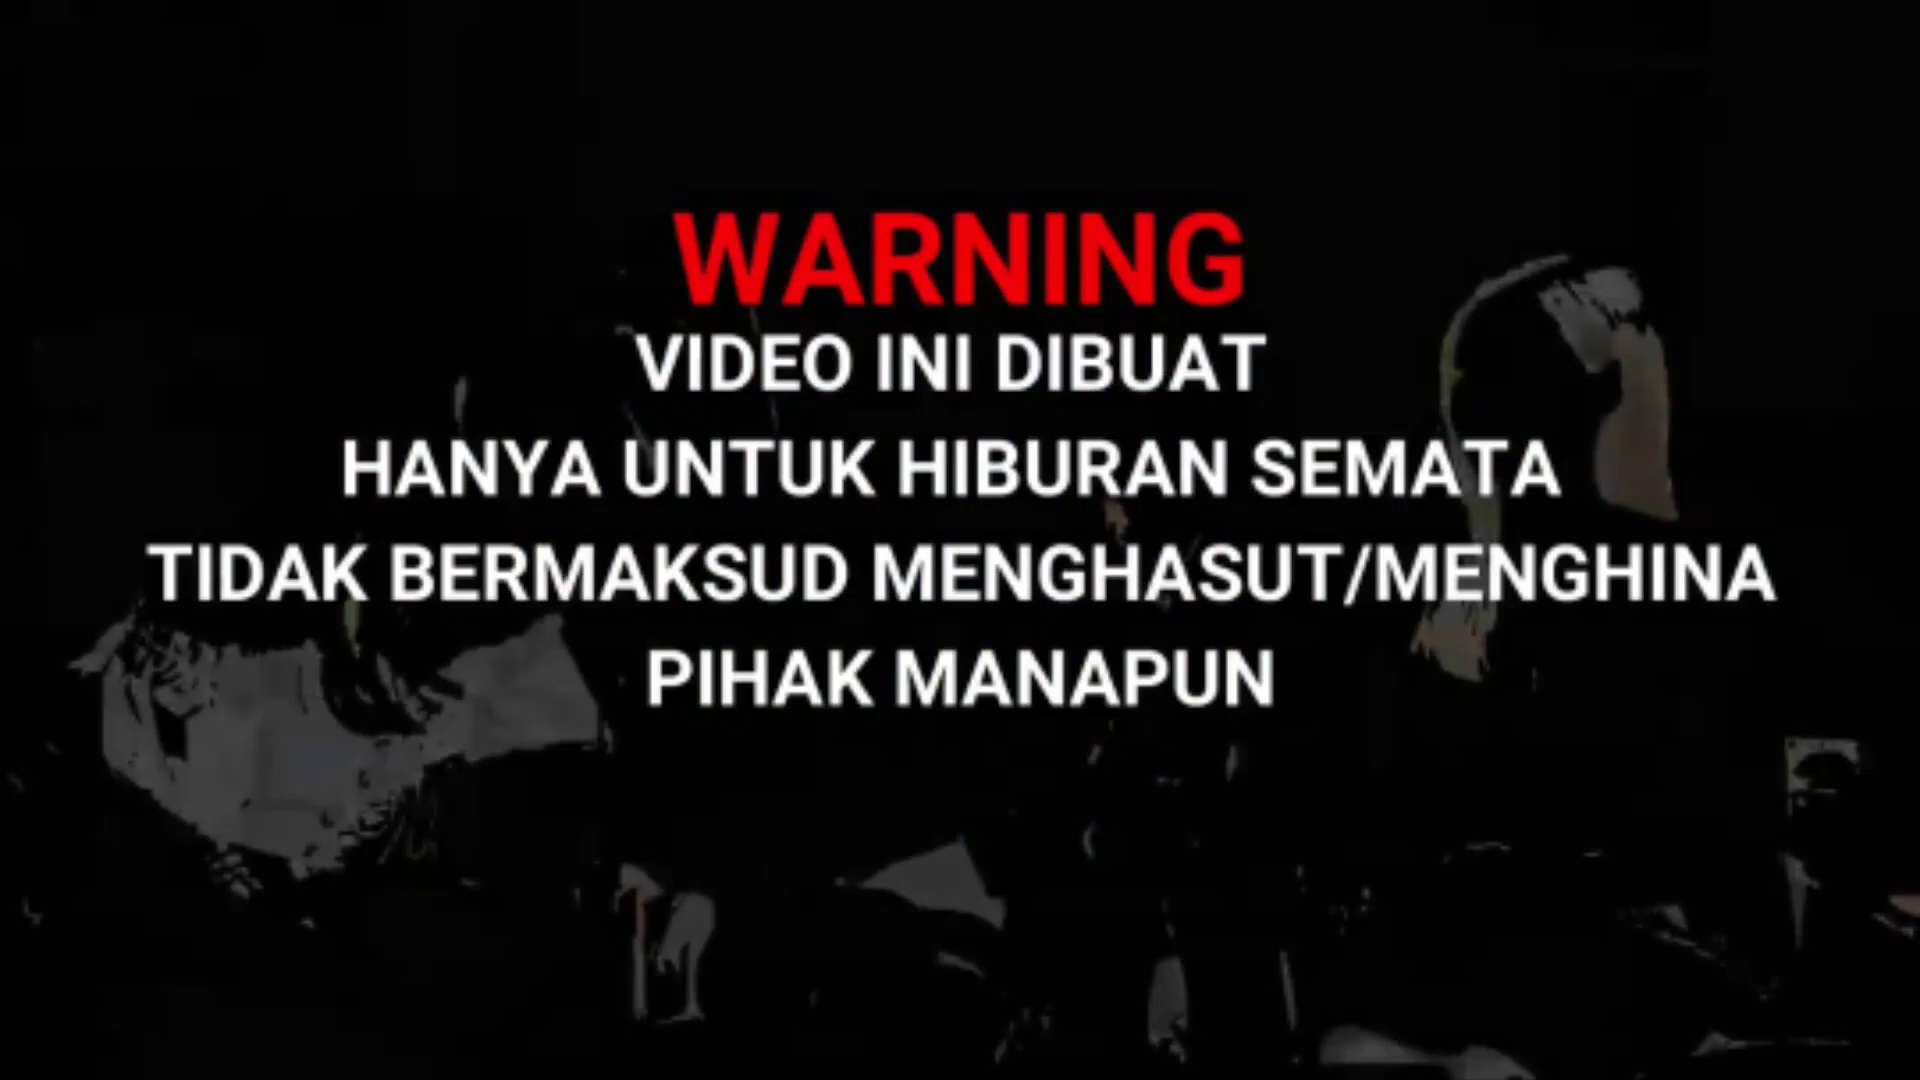 WARNING
VIDEO INI DIBUAT
HANYA UNTUK HIBURAN SEMATA
TIDAK BERMAKSUD MENGHASUT/MENGHINA
PIHAK MANAPUN